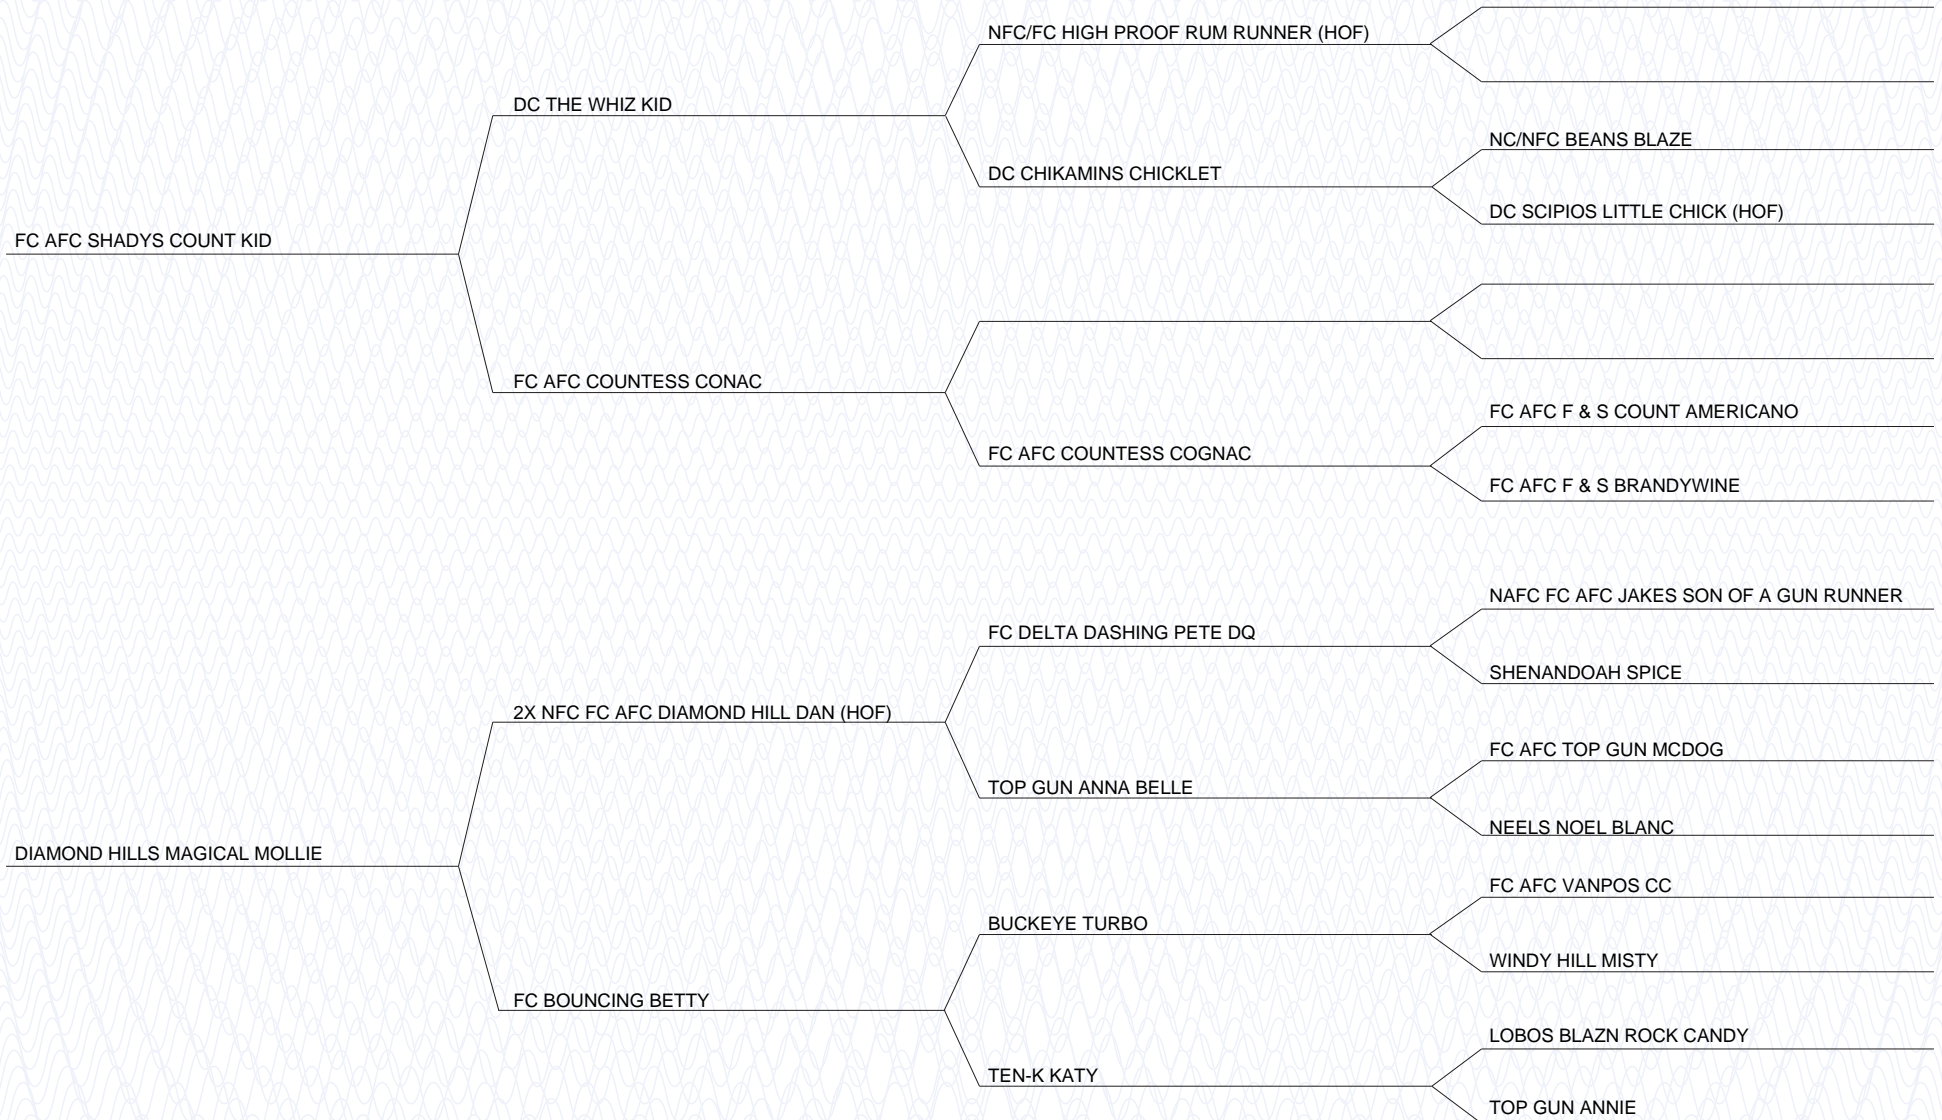 NFC/FC HIGH PROOF RUM RUNNER (HOF)
DC THE WHIZ KID
NC/NFC BEANS BLAZE
DC CHIKAMINS CHICKLET
DC SCIPIOS LITTLE CHICK (HOF)
FC AFC SHADYS COUNT KID
FC AFC COUNTESS CONAC
FC AFC F & S COUNT AMERICANO
FC AFC COUNTESS COGNAC
FC AFC F & S BRANDYWINE
NAFC FC AFC JAKES SON OF A GUN RUNNER
FC DELTA DASHING PETE DQ
SHENANDOAH SPICE
2X NFC FC AFC DIAMOND HILL DAN (HOF)
FC AFC TOP GUN MCDOG
TOP GUN ANNA BELLE
NEELS NOEL BLANC
DIAMOND HILLS MAGICAL MOLLIE
FC AFC VANPOS CC
BUCKEYE TURBO
WINDY HILL MISTY
FC BOUNCING BETTY
LOBOS BLAZN ROCK CANDY
TEN-K KATY
TOP GUN ANNIE